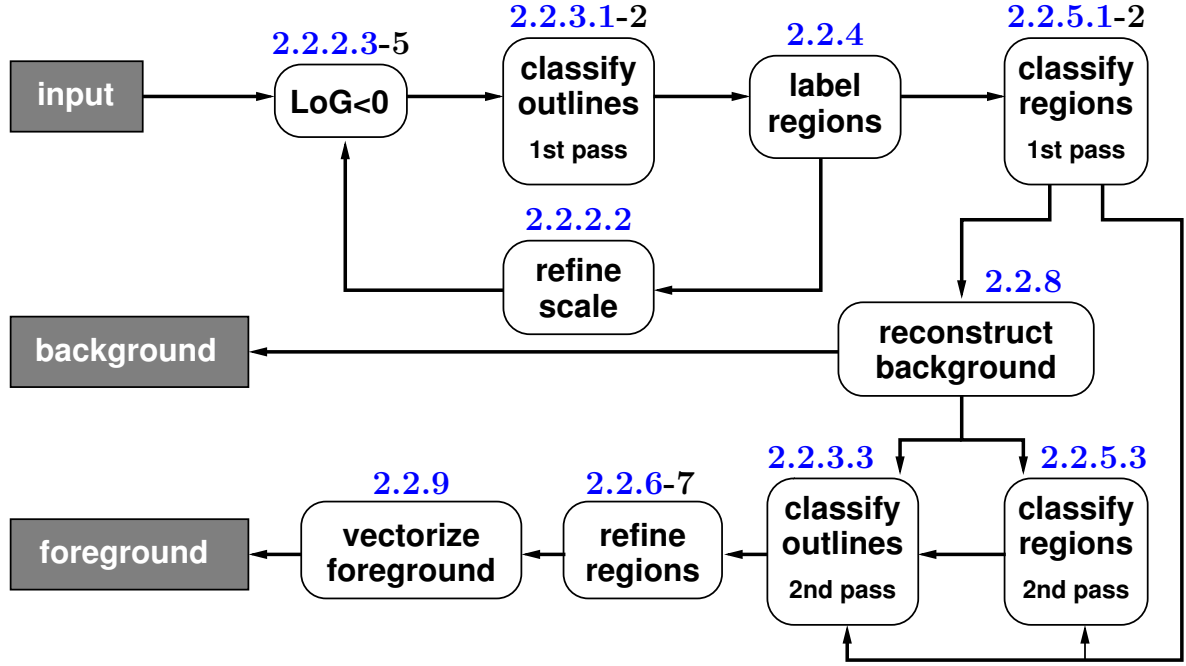 2.2.2.3-5
2.2.3.1-2
2.2.4
2.2.5.1-2
input
LoG<0
classify
outlines
1st pass
label
regions
classify
regions
1st pass
2.2.2.2
refine
scale
2.2.8
background
reconstruct
background
2.2.9
2.2.6-7
2.2.3.3
2.2.5.3
foreground
vectorize
foreground
refine
regions
classify
outlines
2nd pass
classify
regions
2nd pass